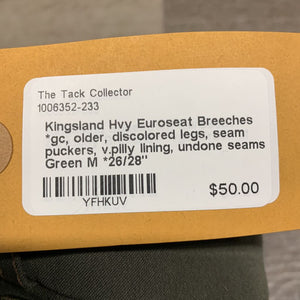 The Tack Collector
1006352-233
Kingsland Hvy Euroseat Breeches
*gc, older, discolored legs, seam
puckers, v.pilly lining, undone seams
Green M *26/28"
$50.00
YFHKUV